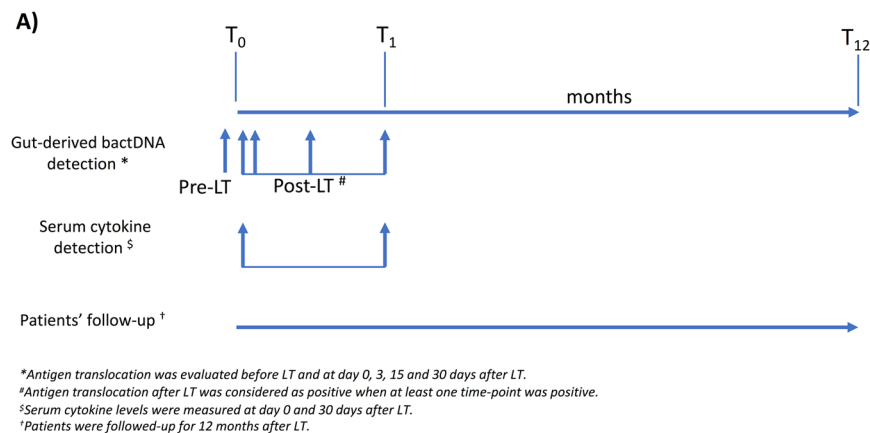 A)
T0
T1
T12
months
Gut-derived bactDNA
detection *
Pre-LT
Post-LT #
Serum cytokine
detection $
Patients' follow-up †
*Antigen translocation was evaluated before LT and at day 0, 3, 15 and 30 days after LT.
#Antigen translocation after LT was considered as positive when at least one time-point was positive.
$Serum cytokine levels were measured at day 0 and 30 days after LT.
†Patients were followed-up for 12 months after LT.